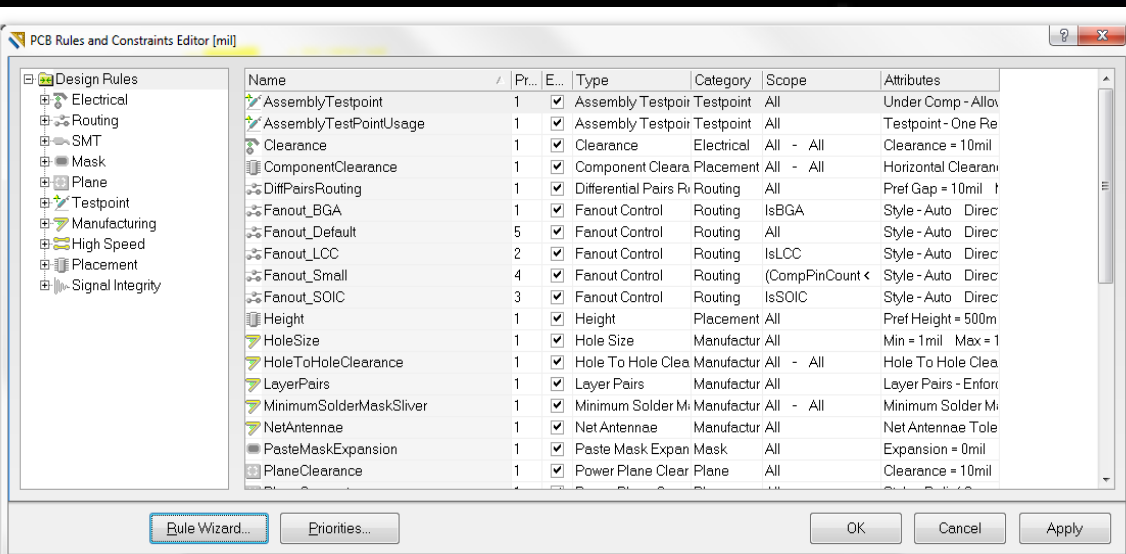 PCB Rules and Constraints Editor [mil]
Design Rules
Electrical
Routing
SMT
Mask
Plane
Testpoint
Manufacturing
High Speed
Placement
Signal Integrity
Name Pr... E... Type Category Scope Attributes
AssemblyTestpoint 1 Assembly Testpoir Testpoint All Under Comp - Allov
AssemblyTestPointUsage 1 Assembly Testpoir Testpoint All Testpoint - One Re
Clearance 1 Clearance Electrical All - All Clearance = 10mil
ComponentClearance 1 Component Cleara Placement All - All Horizontal Clearan
DiffPairsRouting 1 Differential Pairs R Routing All Pref Gap = 10mil
Fanout_BGA 1 Fanout Control Routing IsBGA Style - Auto Direc
Fanout_Default 5 Fanout Control Routing All Style - Auto Direc
Fanout_LCC 2 Fanout Control Routing IsLCC Style - Auto Direc
Fanout_Small 4 Fanout Control Routing (CompPinCount < Style - Auto Direc
Fanout_SOIC 3 Fanout Control Routing IsSOIC Style - Auto Direc
Height 1 Height Placement All Pref Height = 500m
HoleSize 1 Hole Size Manufactur All Min = 1mil Max = 1
HoleToHoleClearance 1 Hole To Hole Clea Manufactur All - All Hole To Hole Clea
LayerPairs 1 Layer Pairs Manufactur All Layer Pairs - Enforc
MinimumSolderMaskSliver 1 Minimum Solder M Manufactur All - All Minimum Solder M
NetAntennae 1 Net Antennae Manufactur All Net Antennae Tole
PasteMaskExpansion 1 Paste Mask Expan Mask All Expansion = 0mil
PlaneClearance 1 Power Plane Clear Plane All Clearance = 10mil
Rule Wizard... Priorities... OK Cancel Apply